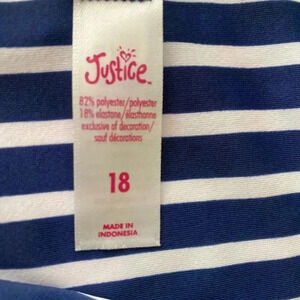 Justice
82% polyester/polyester
18% elastane/élasthanne
exclusive of decoration/
sauf décorations
18
MADE IN
INDONESIA